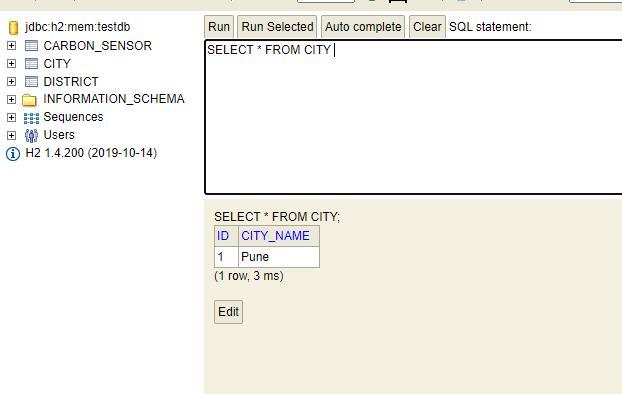 jdbc:h2:mem:testdb
CARBON_SENSOR
CITY
DISTRICT
INFORMATION_SCHEMA
Sequences
Users
H2 1.4.200 (2019-10-14)
Run Run Selected Auto complete Clear SQL statement:
SELECT * FROM CITY
SELECT * FROM CITY;
ID CITY_NAME
1 Pune
(1 row, 3 ms)
Edit